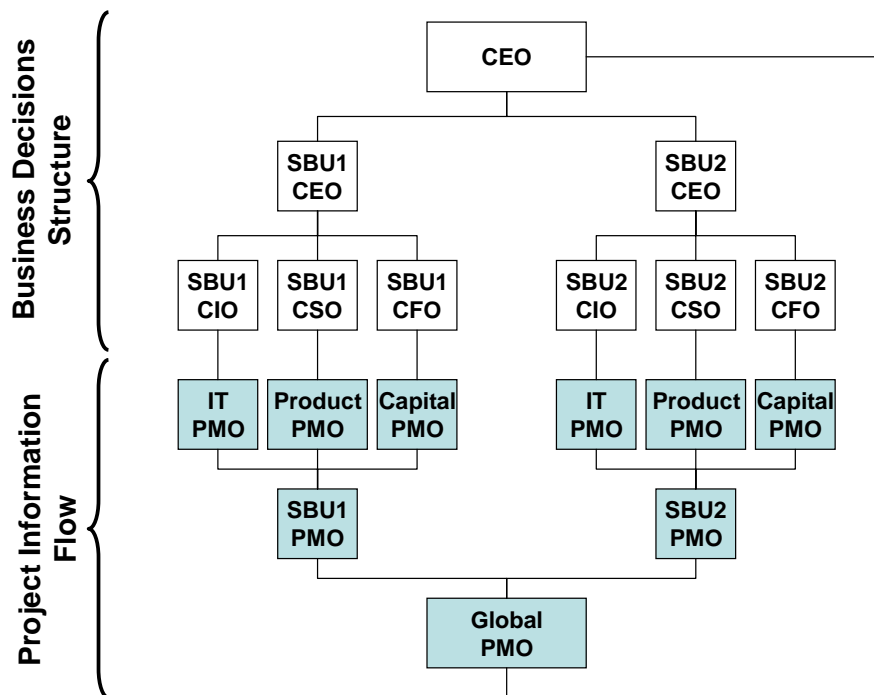 Business Decisions
Structure
CEO
SBU1
CEO
SBU2
CEO
SBU1
CIO
SBU1
CSO
SBU1
CFO
SBU2
CIO
SBU2
CSO
SBU2
CFO
Project Information
Flow
IT
PMO
Product
PMO
Capital
PMO
IT
PMO
Product
PMO
Capital
PMO
SBU1
PMO
SBU2
PMO
Global
PMO